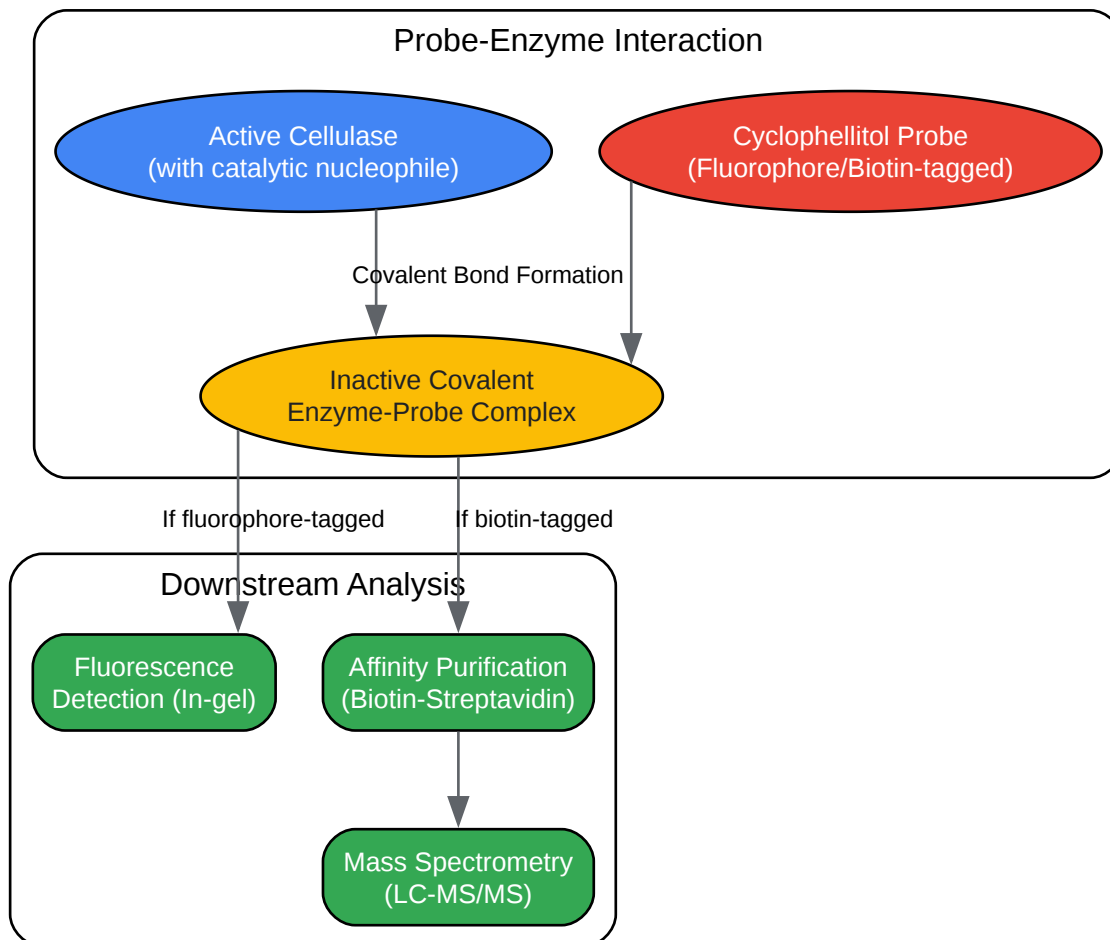 Probe-Enzyme Interaction
Active Cellulase
(with catalytic nucleophile)
Cyclophellitol Probe
(Fluorophore/Biotin-tagged)
Covalent Bond Formation
Inactive Covalent
Enzyme-Probe Complex
If fluorophore-tagged
If biotin-tagged
Downstream Analysis
Fluorescence
Detection (In-gel)
Affinity Purification
(Biotin-Streptavidin)
Mass Spectrometry
(LC-MS/MS)